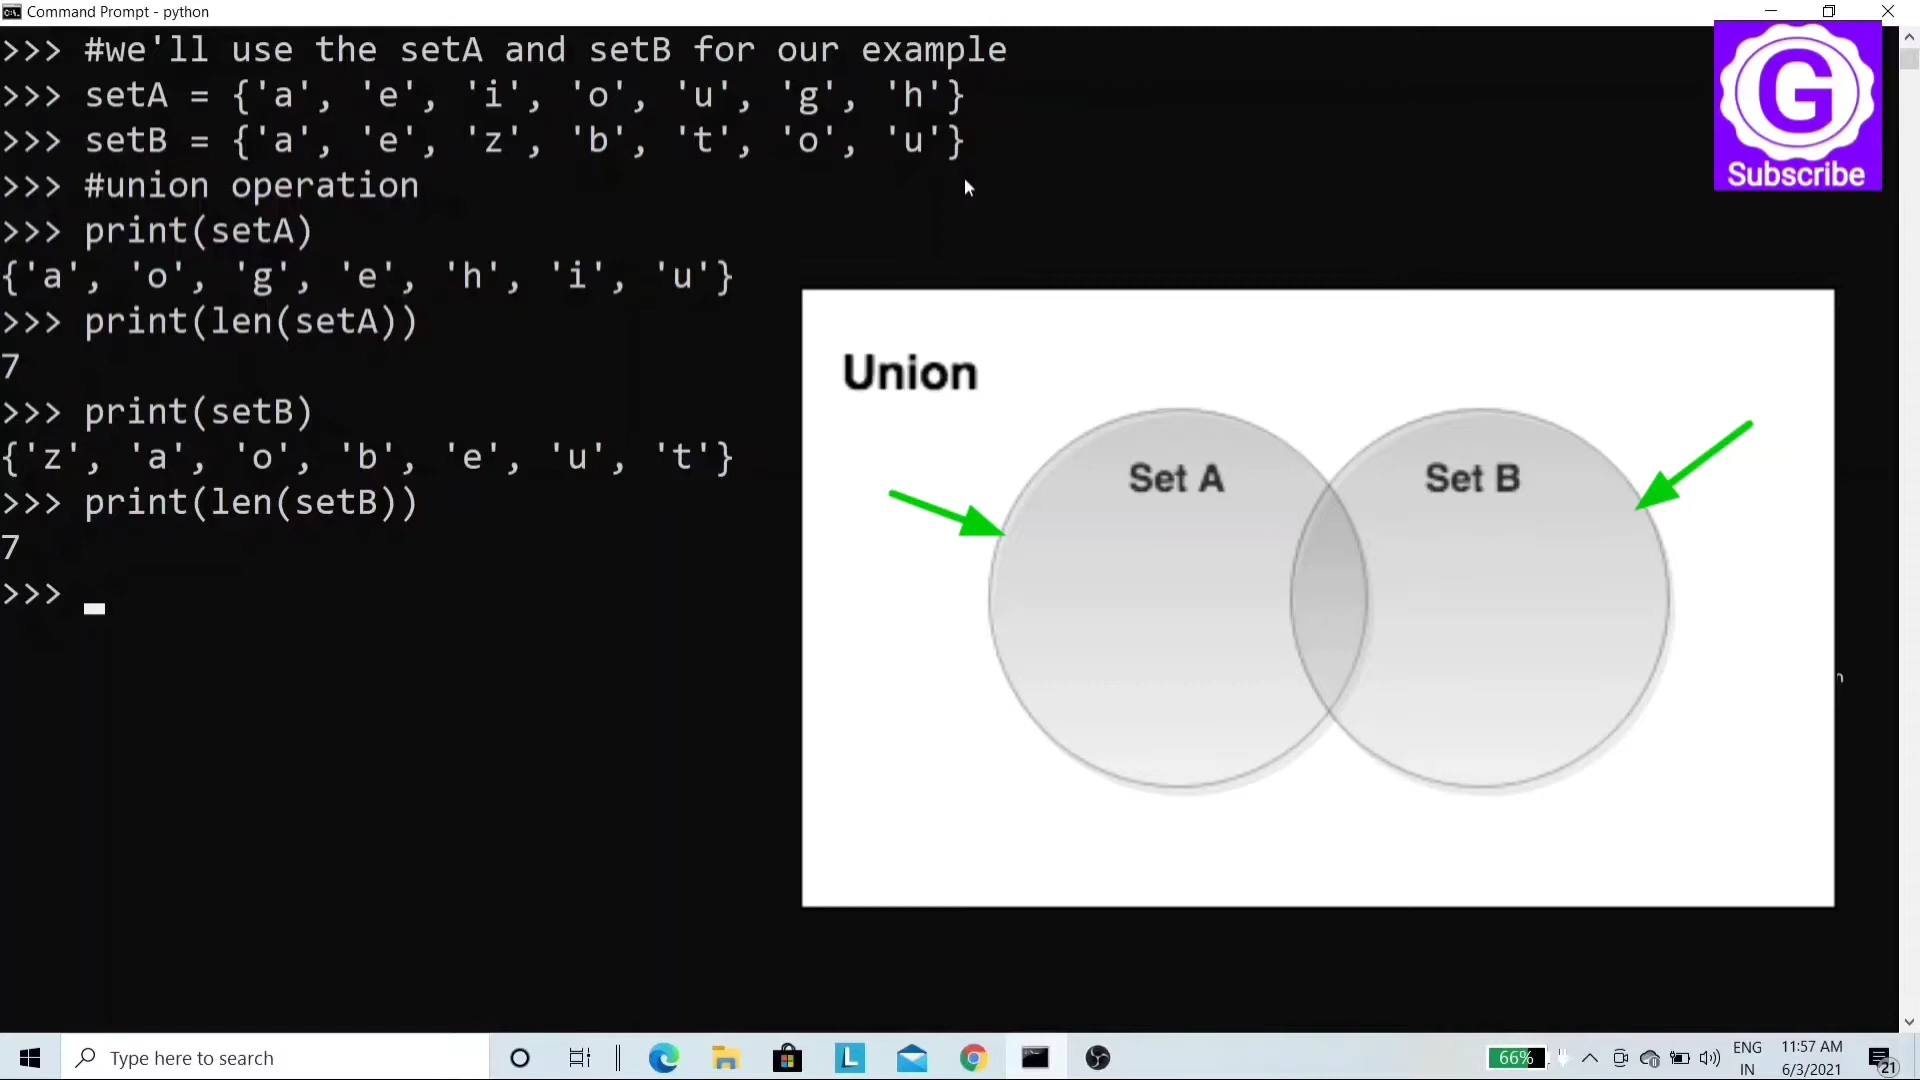 Command Prompt - python
>>> #we'll use the setA and setB for our example
>>> setA = {'a', 'e', 'i', 'o', 'u', 'g', 'h'}
>>> setB = {'a', 'e', 'z', 'b', 't', 'o', 'u'}
>>> #union operation
>>> print(setA)
{'a', 'o', 'g', 'e', 'h', 'i', 'u'}
>>> print(len(setA))
7
>>> print(setB)
{'z', 'a', 'o', 'b', 'e', 'u', 't'}
>>> print(len(setB))
7
>>>
G
Subscribe
Union
Set A
Set B
Type here to search
L
66%
ENG
IN
11:57 AM
6/3/2021
21